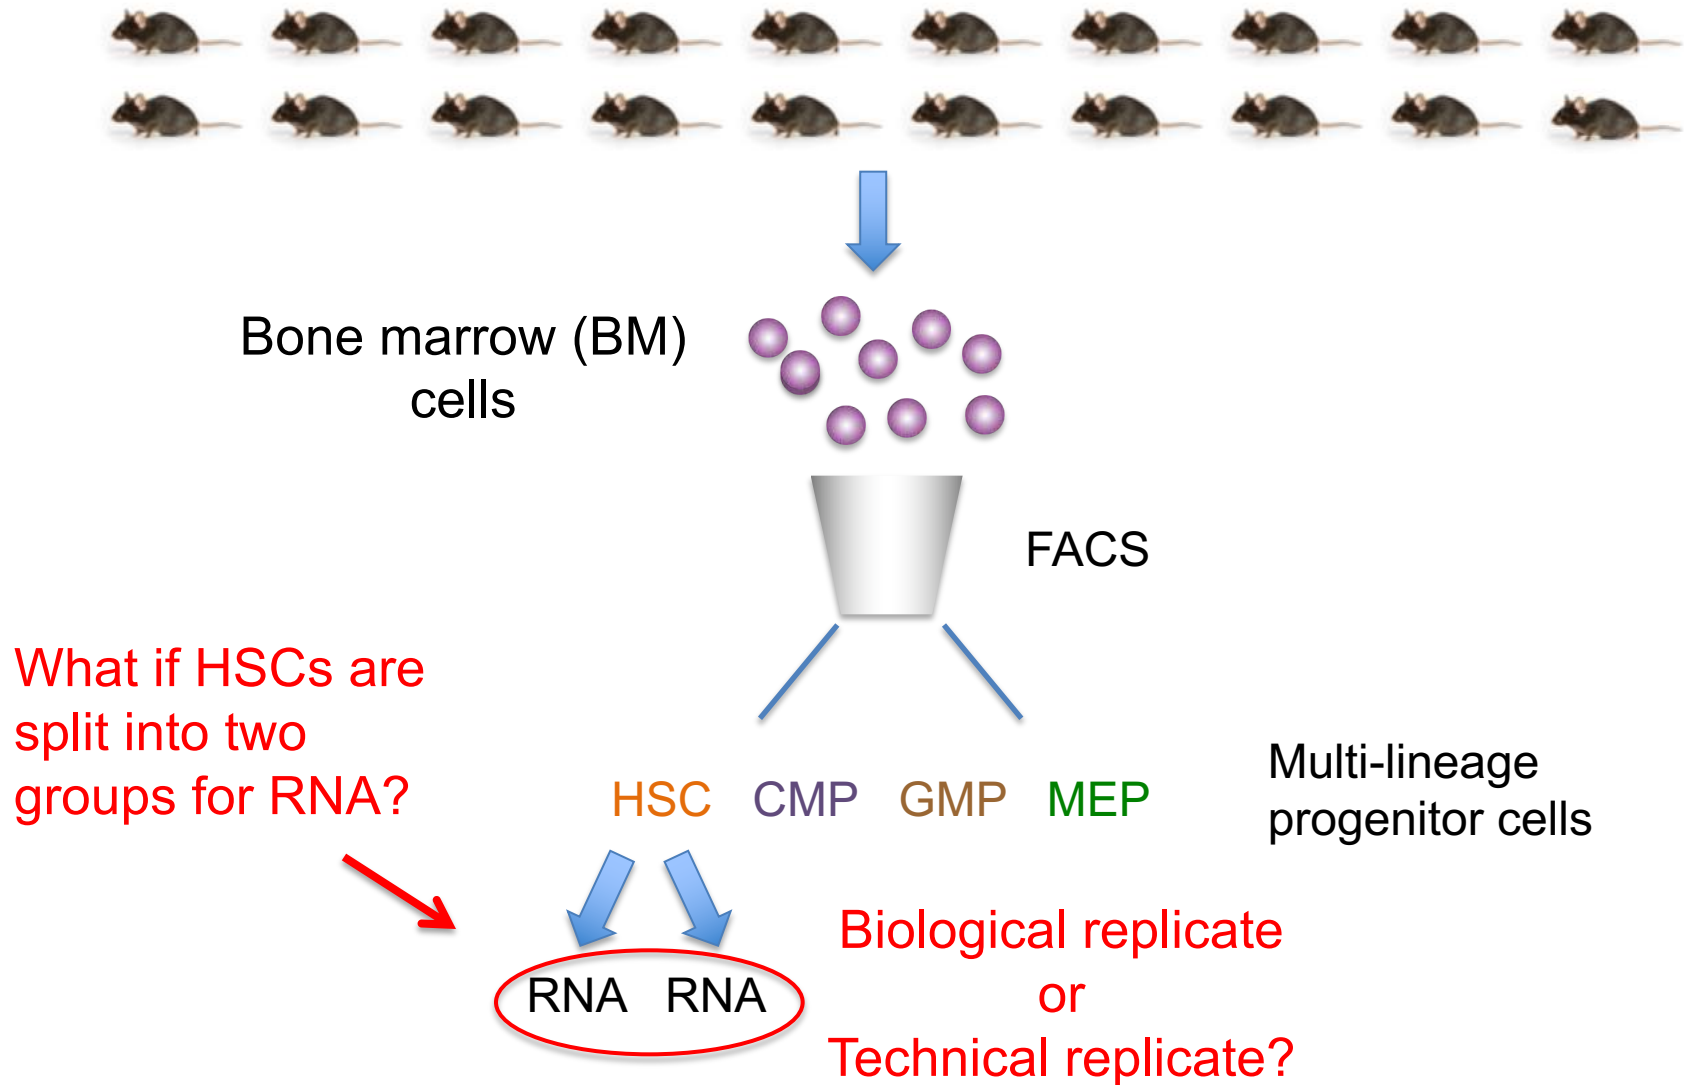 Bone marrow (BM)
cells
FACS
What if HSCs are
split into two
groups for RNA?
HSC CMP GMP MEP
Multi-lineage
progenitor cells
RNA RNA
Biological replicate
or
Technical replicate?